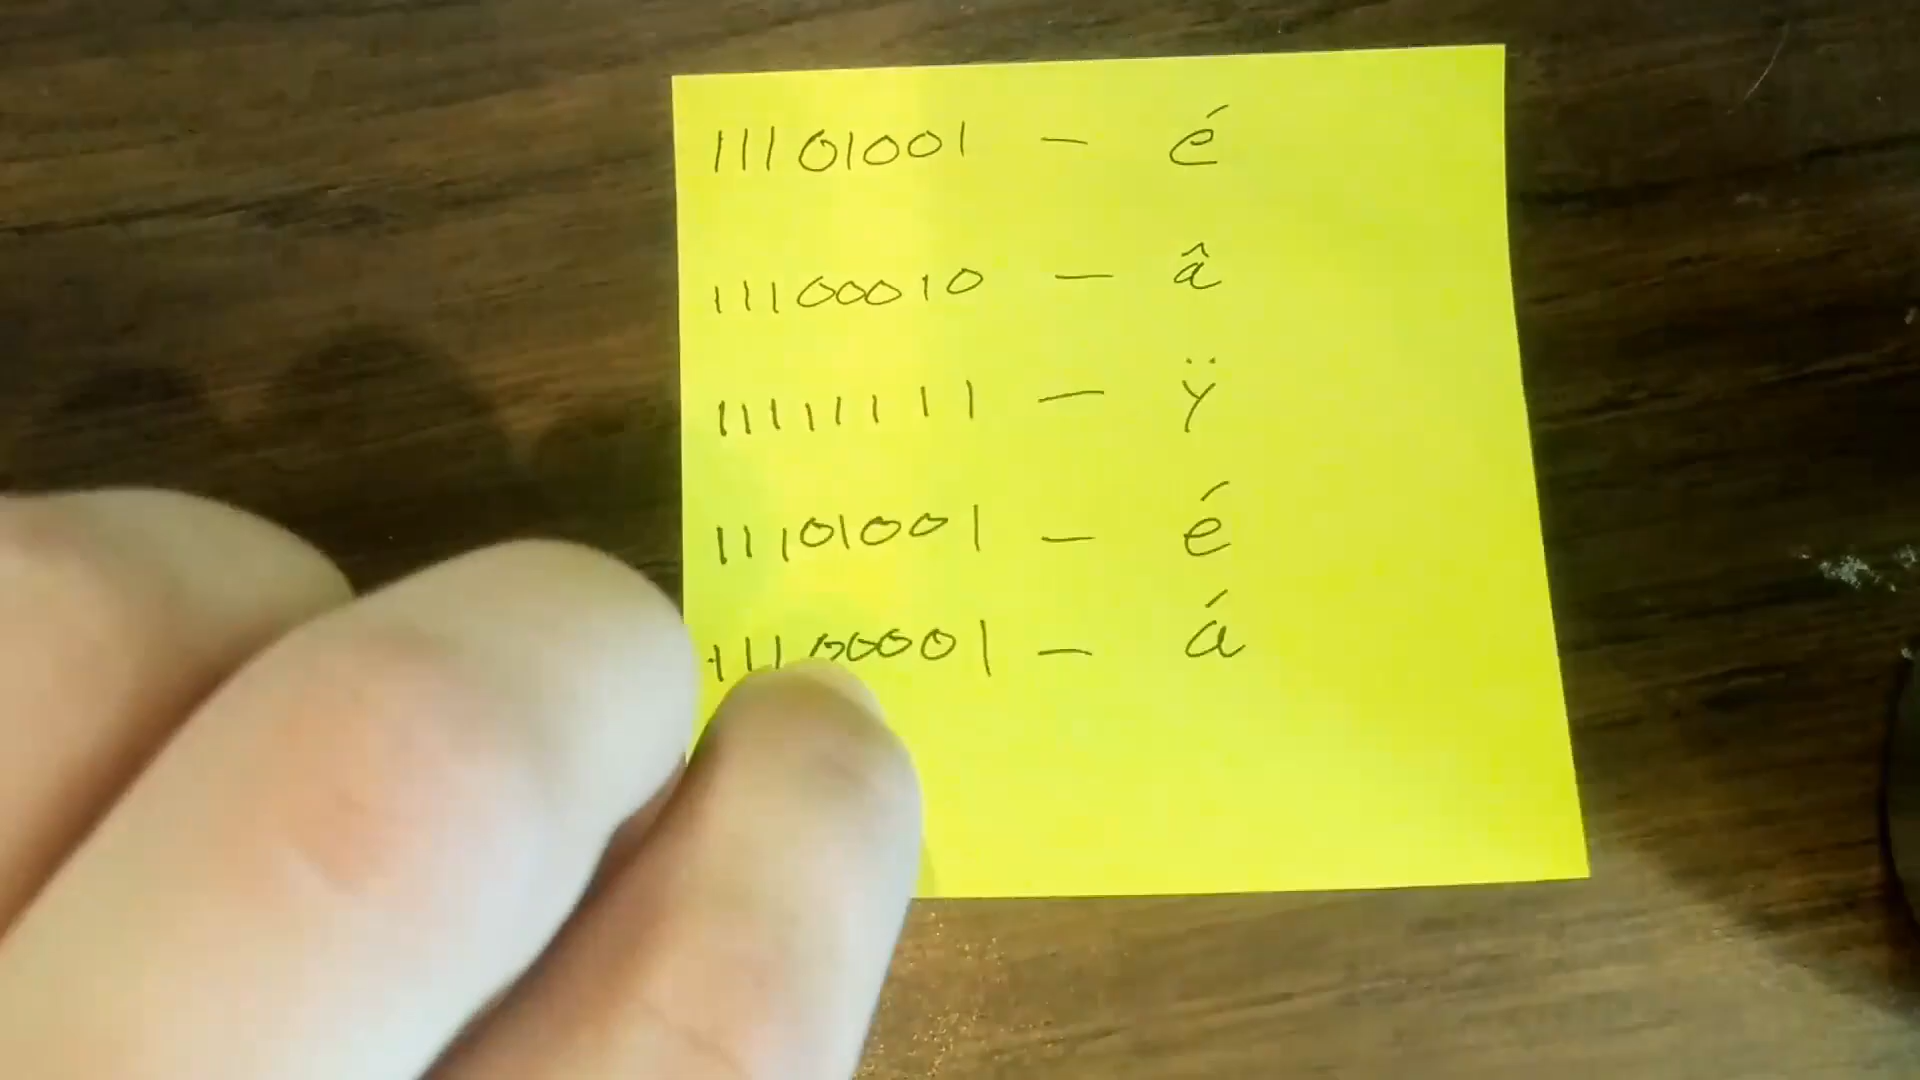 11101001 — é
11100010 — â
11111111 — ÿ
11101001 — é
11100001 — á